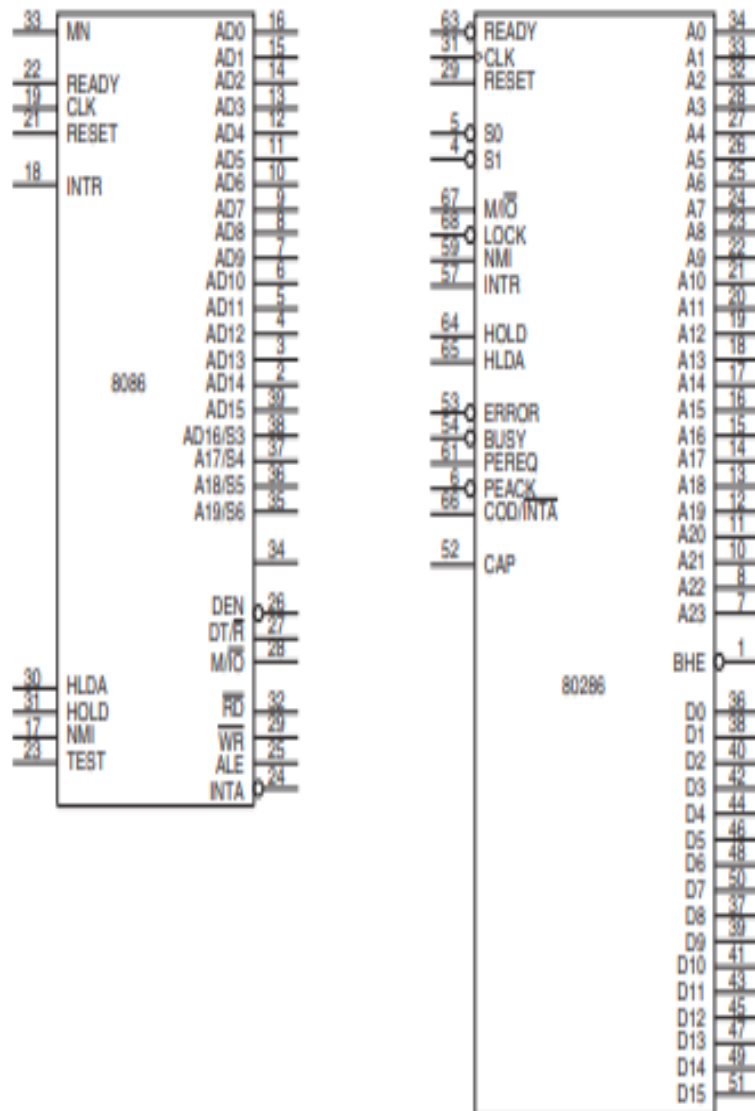 33 MN AD0 16
AD1 15
22 READY AD2 14
19 CLK AD3 13
21 RESET AD4 12
AD5 11
18 INTR AD6 10
AD7 9
AD8 8
AD9 7
AD10 6
AD11 5
AD12 4
AD13 3
8086 AD14 2
AD15 39
AD16/S3 38
A17/S4 37
A18/S5 36
A19/S6 35
34
DEN 26
DT/R̅ 27
M/I̅O̅ 28
30 HLDA
31 HOLD R̅D̅ 32
17 NMI W̅R̅ 29
23 TEST ALE 25
INTA 24
63 READY A0 34
31 CLK A1 33
29 RESET A2 32
A3 28
5 S0 A4 27
4 S1 A5 26
A6 25
67 M/I̅O̅ A7 24
68 LOCK A8 23
59 NMI A9 22
57 INTR A10 21
A11 20
64 HOLD A12 19
65 HLDA A13 18
A14 17
53 ERROR A15 16
54 BUSY A16 15
61 PEREQ A17 14
6 PEACK A18 13
66 COD/I̅N̅T̅A̅ A19 12
A20 11
52 CAP A21 10
A22 8
A23 7
BHE 1
80286
D0 36
D1 38
D2 40
D3 42
D4 44
D5 46
D6 48
D7 50
D8 37
D9 39
D10 41
D11 43
D12 45
D13 47
D14 49
D15 51